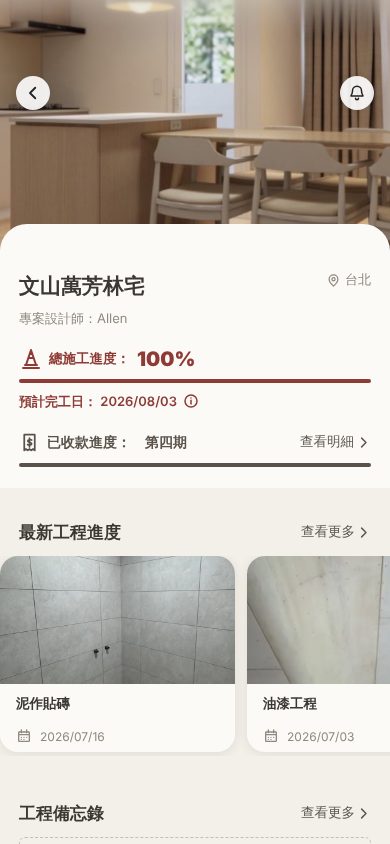 文山萬芳林宅
台北
專案設計師：Allen
總施工進度： 100%
預計完工日： 2026/08/03
已收款進度： 第四期
查看明細
最新工程進度
查看更多
泥作貼磚
2026/07/16
油漆工程
2026/07/03
工程備忘錄
查看更多